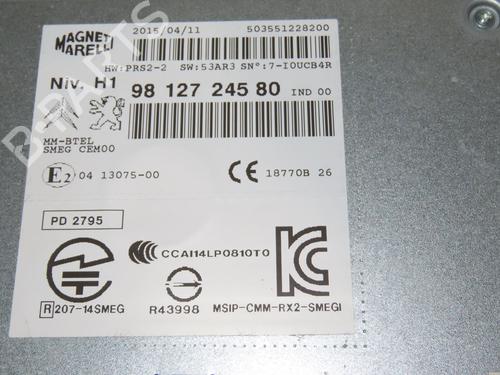 MAGNETI MARELLI
2015/04/11 503551228200
HW:PRS2-2 SW:53AR3 SN°:7-IOUCB4R
Niv. H1
98 127 245 80 IND 00
MM-BTEL
SMEG CEM00
E2 04 13075-00
CE 18770B 26
PD 2795
CCAI14LP0810T0
R 207-14SMEG
R43998
MSIP-CMM-RX2-SMEGI
B-PARTS